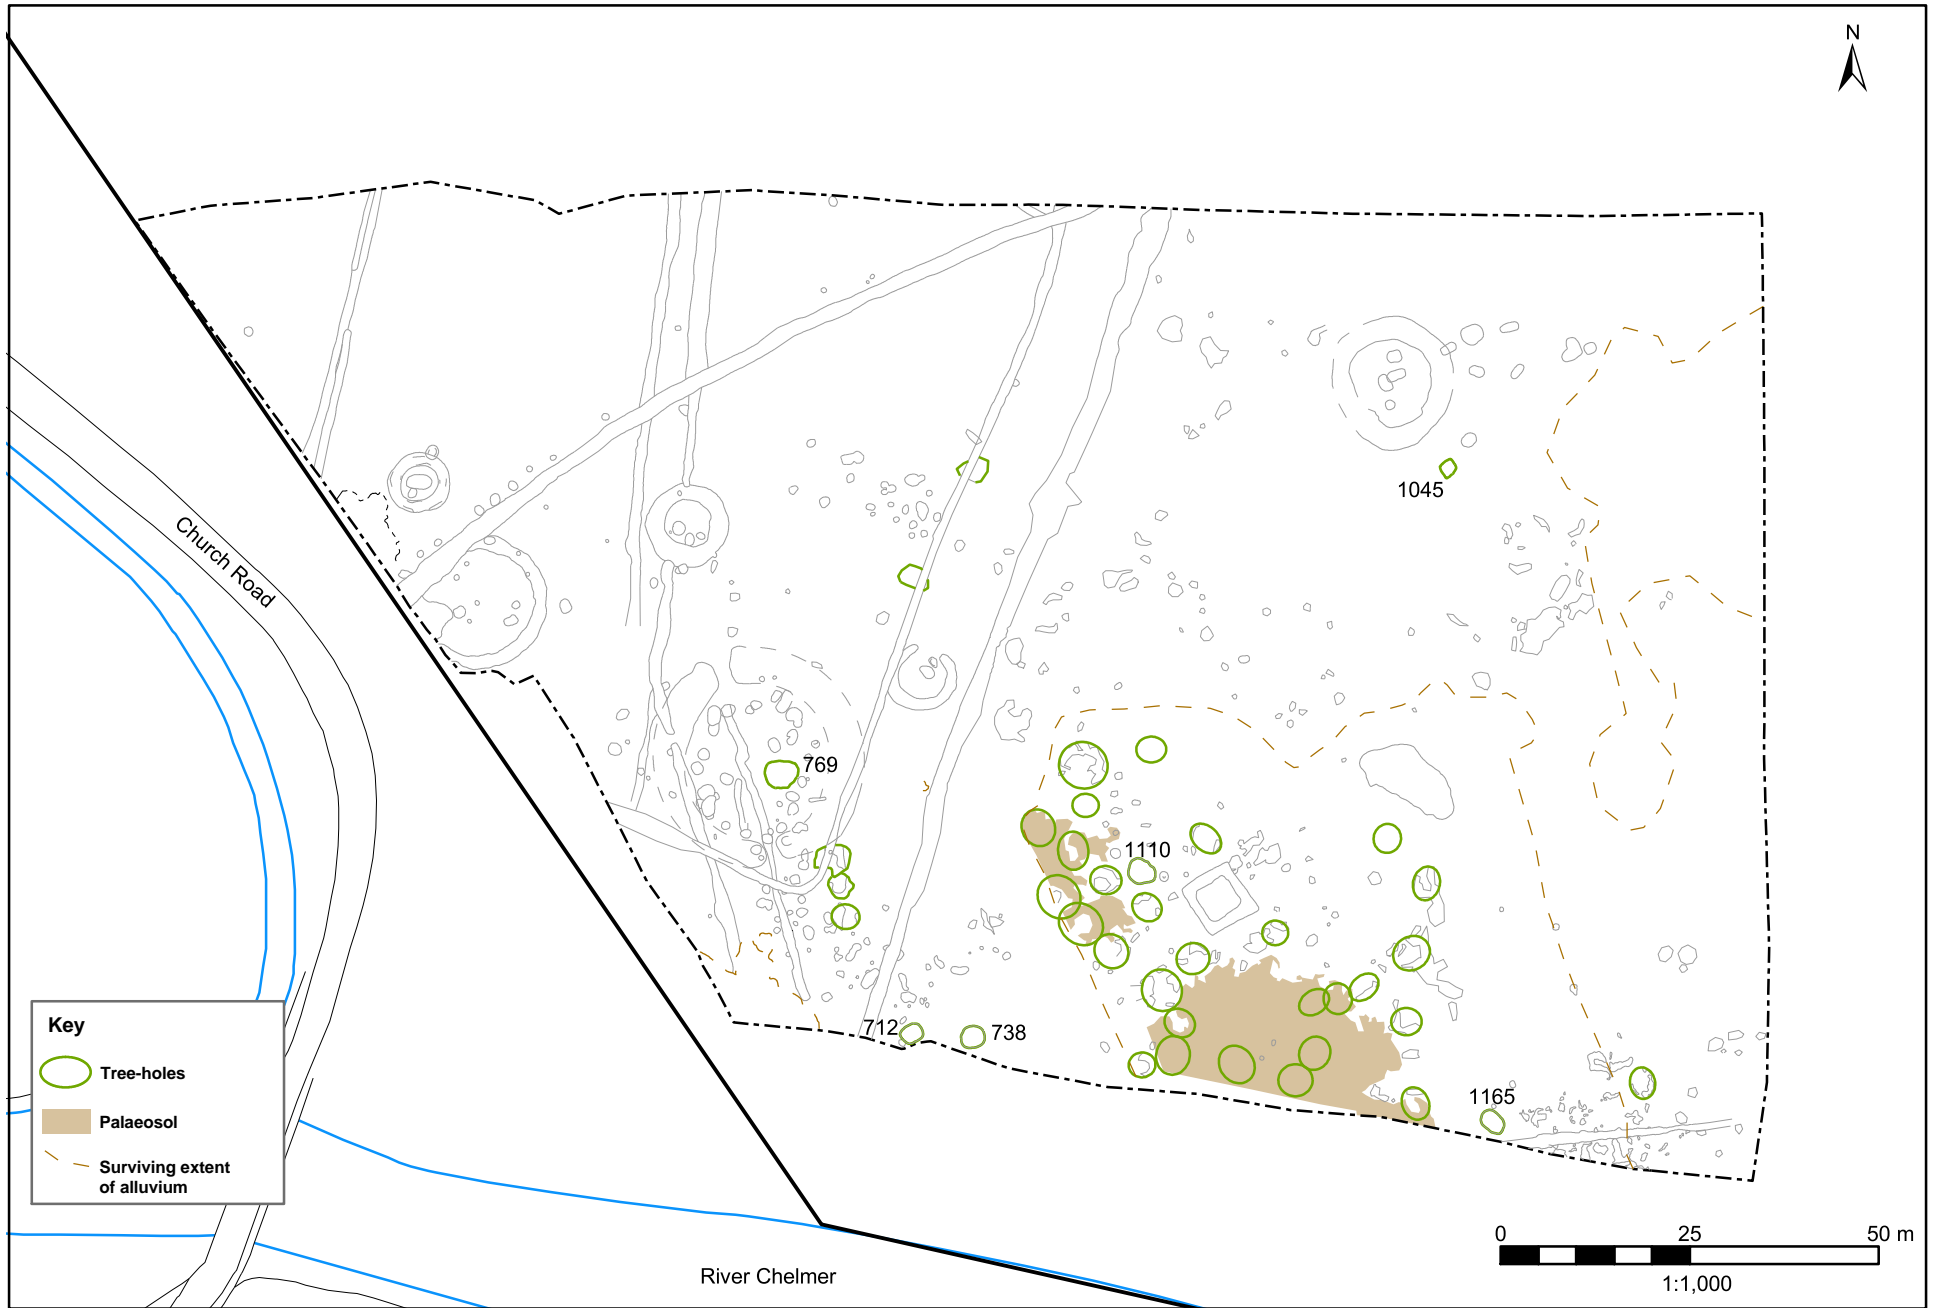 N
1045
Church Road
769
1110
712
738
1165
Key
Tree-holes
Palaeosol
Surviving extent
of alluvium
0 25 50 m
1:1,000
River Chelmer